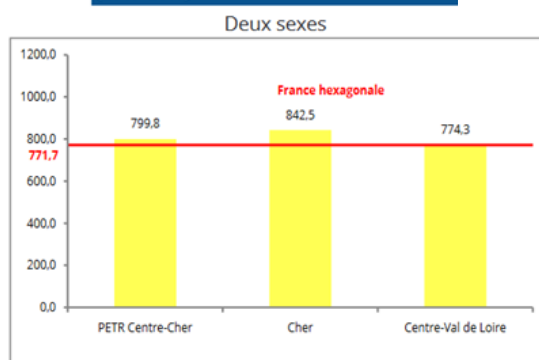 Deux sexes
1200,0
1000,0
800,0
771,7
600,0
400,0
200,0
0,0
France hexagonale
799,8
842,5
774,3
PETR Centre-Cher
Cher
Centre-Val de Loire